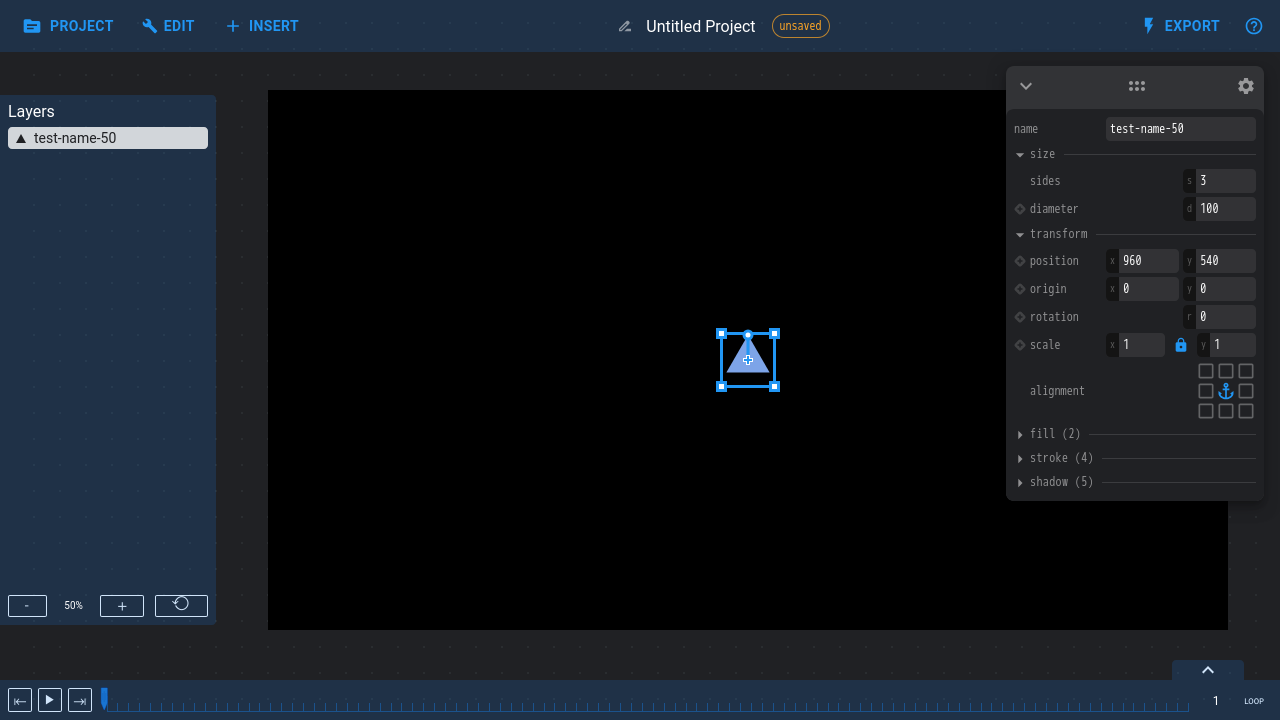 PROJECT EDIT INSERT Untitled Project unsaved EXPORT
Layers
test-name-50
name test-name-50
size
sides s 3
diameter d 100
transform
position x 960 y 540
origin x 0 y 0
rotation r 0
scale x 1 y 1
alignment
fill (2)
stroke (4)
shadow (5)
- 50% +
1 LOOP